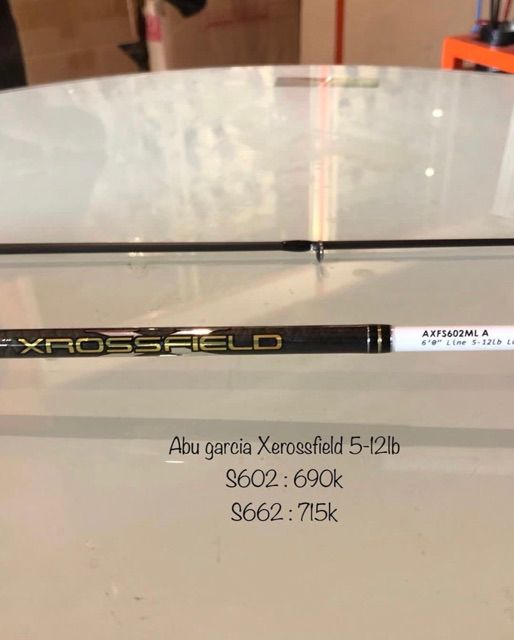 XROSSFIELD
AXFS602ML A
6'0" Line 5-12Lb
Abu garcia Xerossfield 5-12lb
S602 : 690k
S662 : 715k